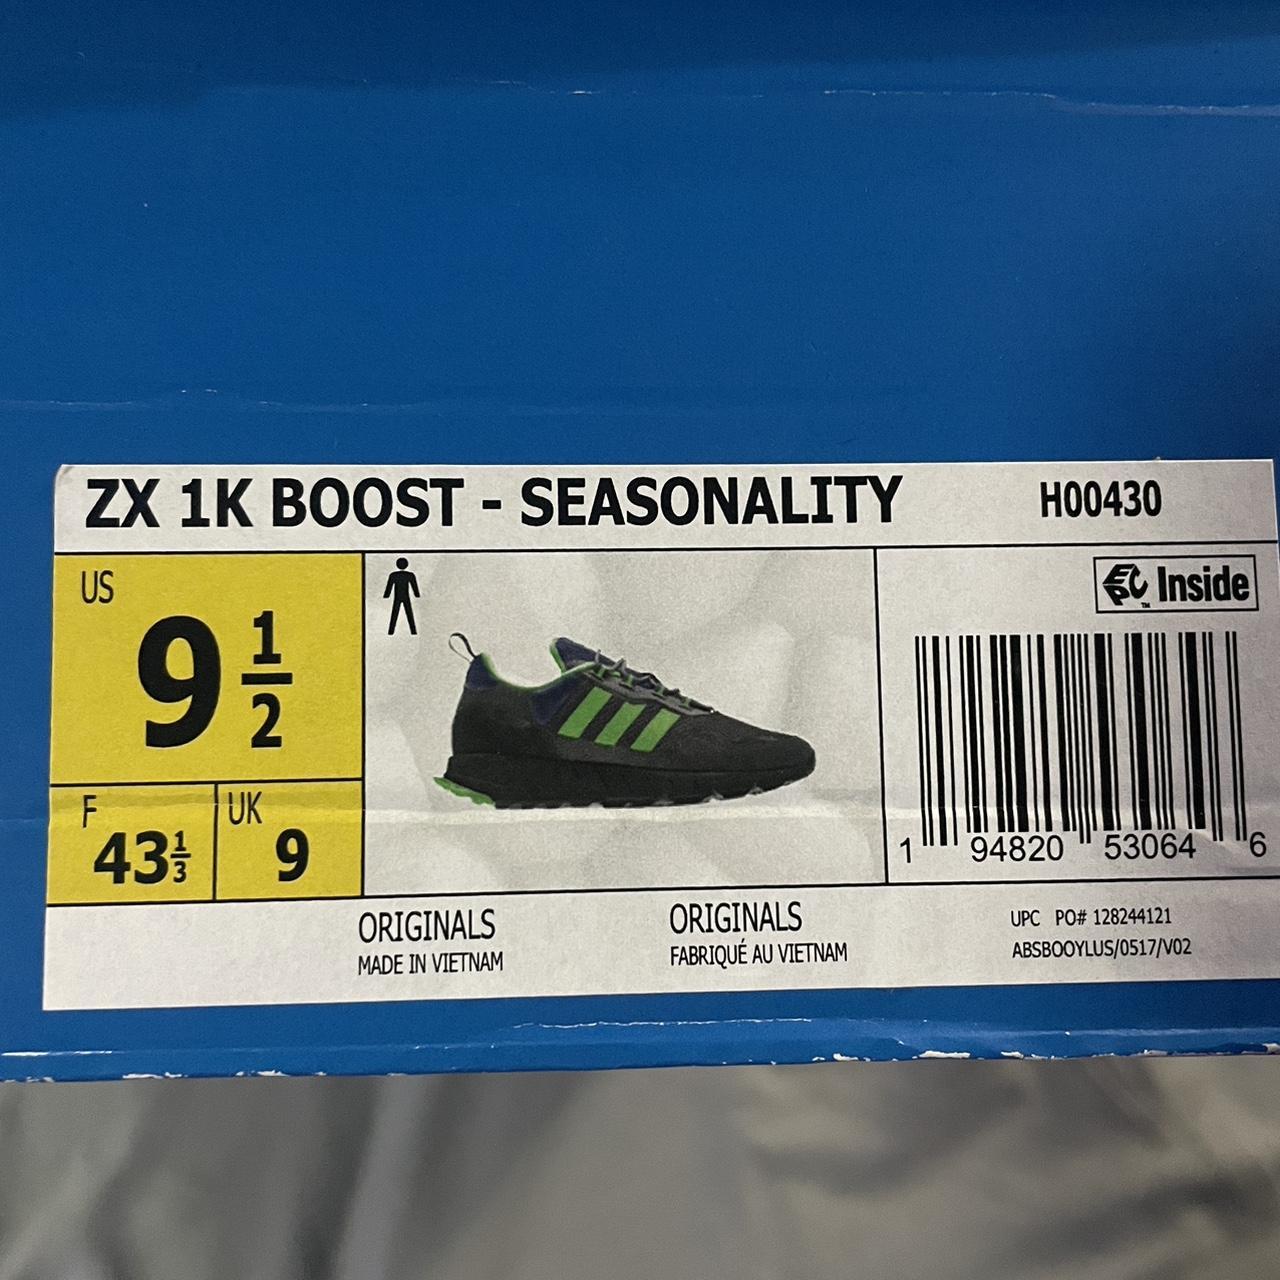 ZX 1K BOOST - SEASONALITY H00430
US
9 1/2
F
43 1/3
UK
9
EPC™ Inside
1 94820 53064 6
ORIGINALS
MADE IN VIETNAM
ORIGINALS
FABRIQUÉ AU VIETNAM
UPC PO# 128244121
ABSBOOYLUS/0517/V02